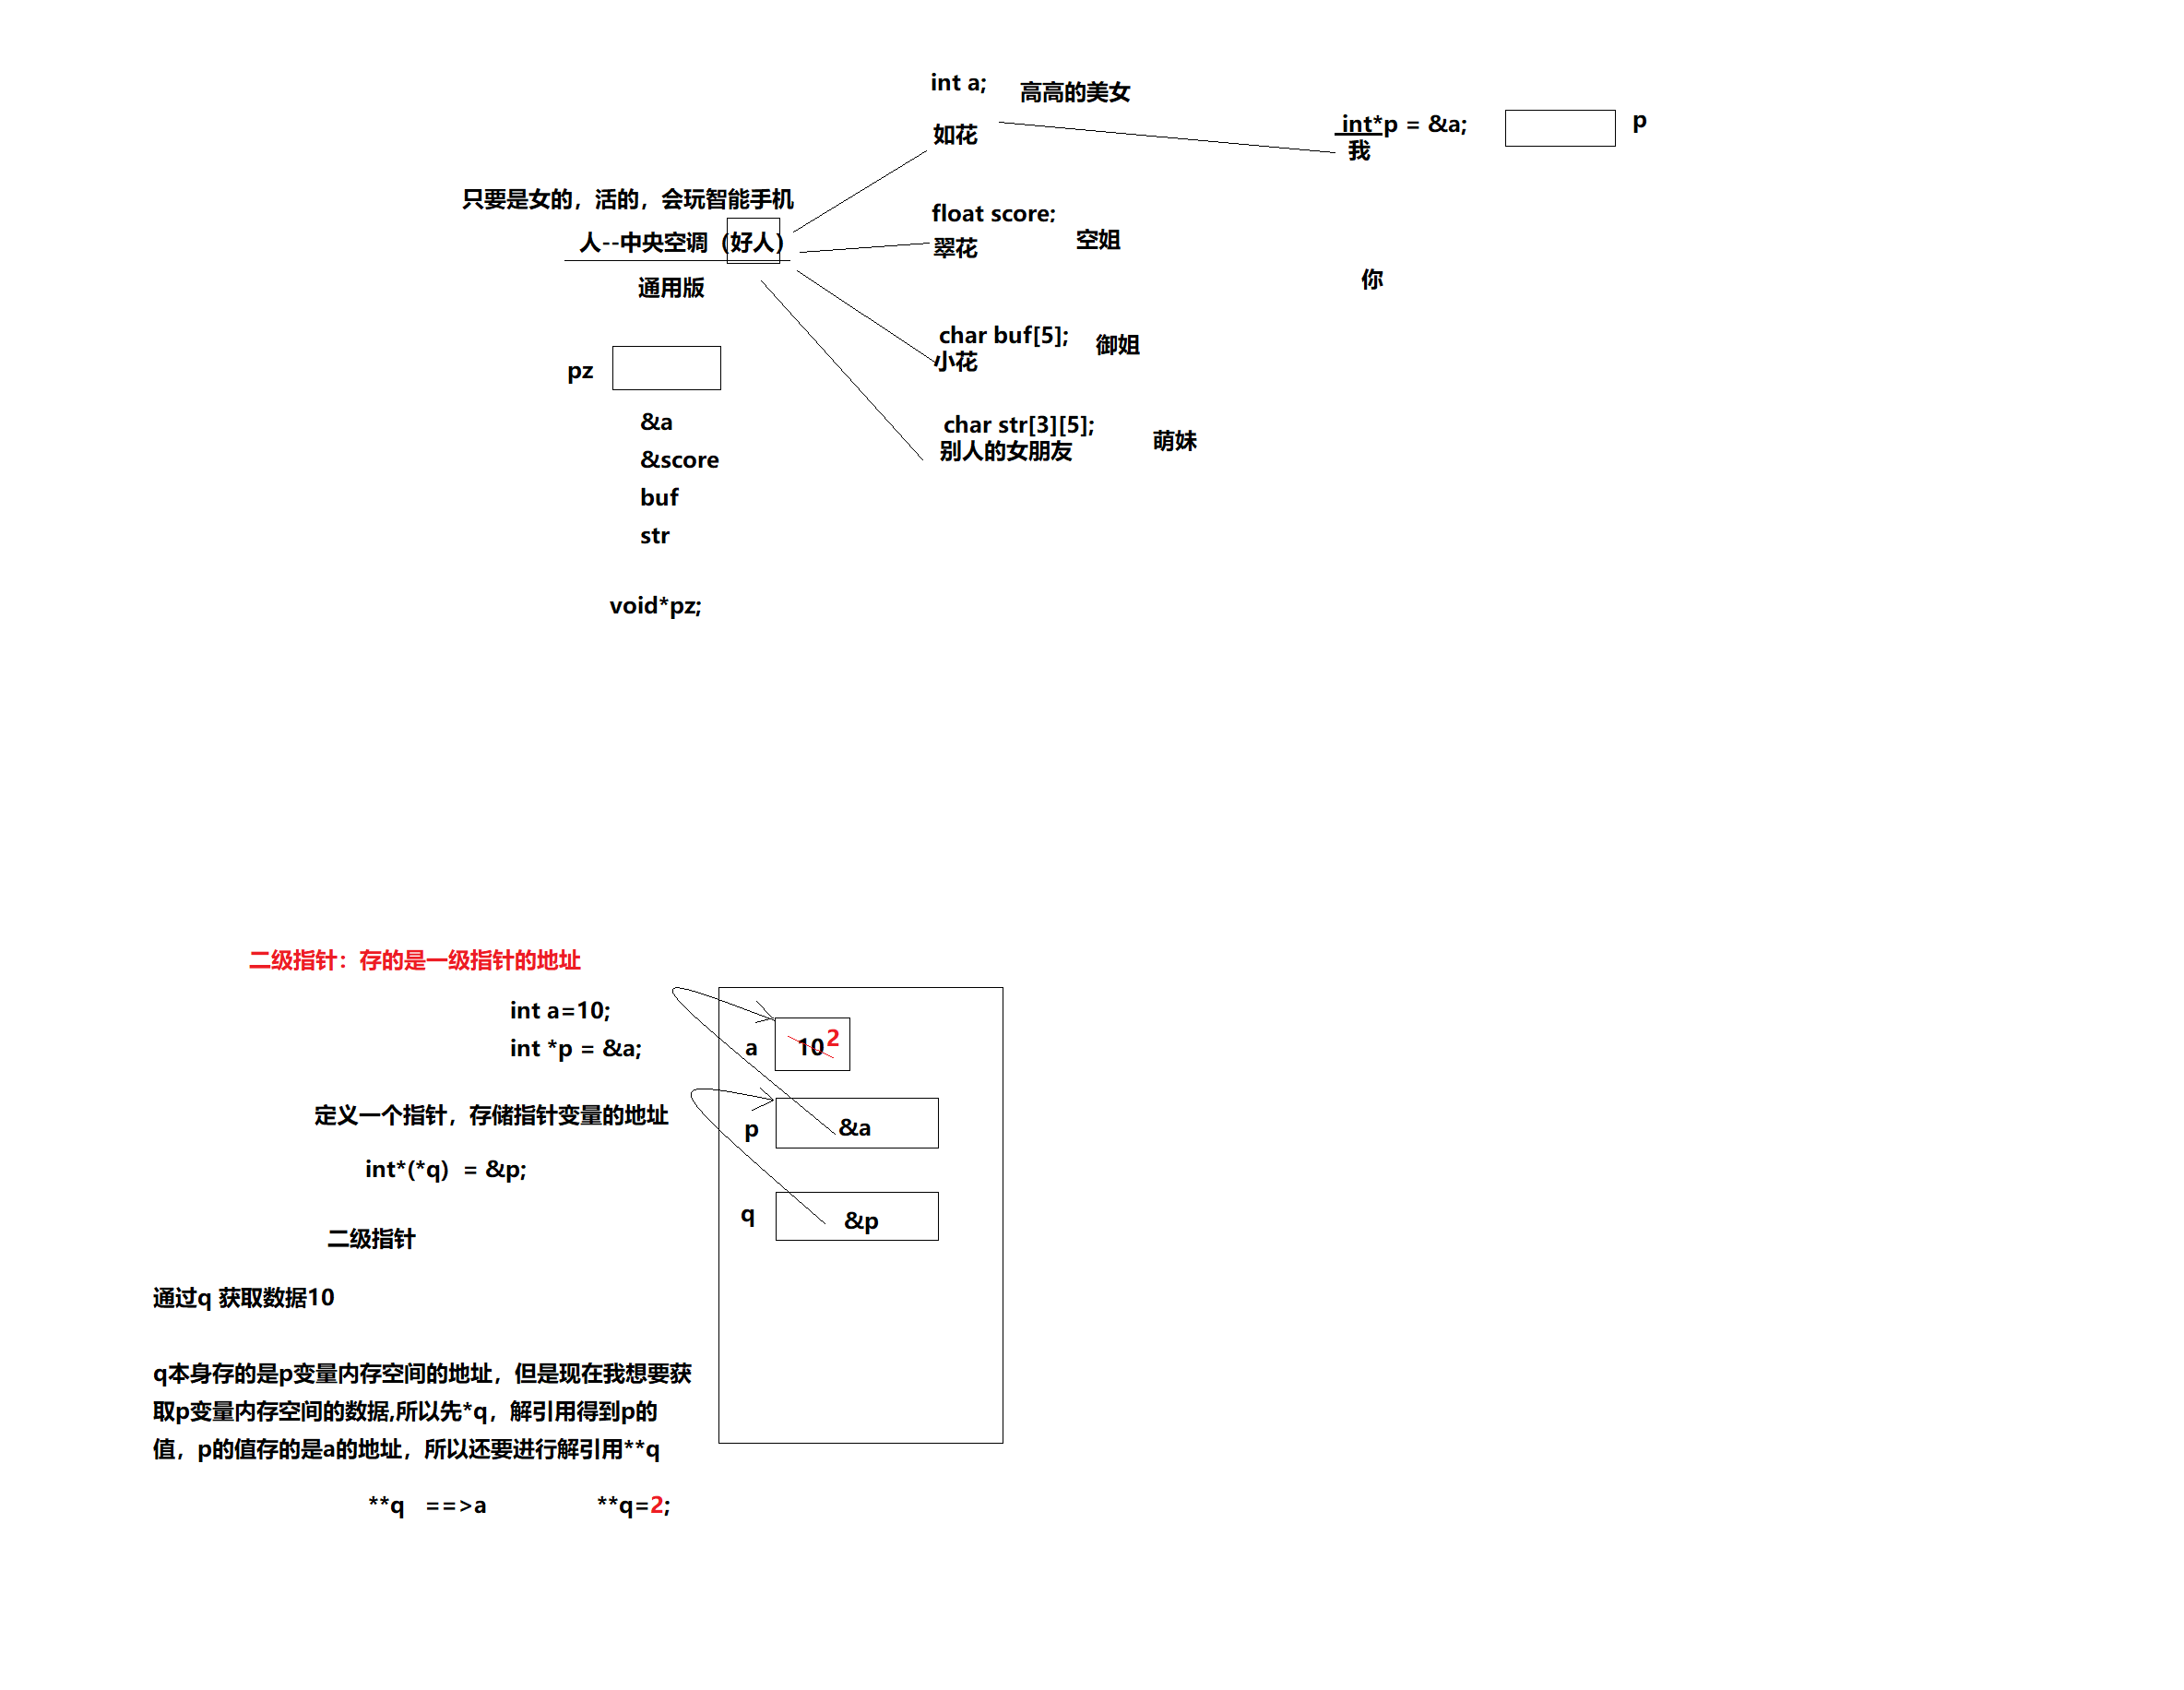 int a;
高高的美女
如花
int*p = &a;
p
我
只要是女的，活的，会玩智能手机
人--中央空调（好人）
通用版
float score;
翠花
空姐
你
char buf[5];
小花
御姐
pz
char str[3][5];
别人的女朋友
萌妹
&a
&score
buf
str
void*pz;
二级指针：存的是一级指针的地址
int a=10;
int *p = &a;
a
10
2
定义一个指针，存储指针变量的地址
p
&a
int*(*q)  = &p;
q
&p
二级指针
通过q 获取数据10
q本身存的是p变量内存空间的地址，但是现在我想要获
取p变量内存空间的数据,所以先*q，解引用得到p的
值，p的值存的是a的地址，所以还要进行解引用**q
**q   ==>a
**q=2;